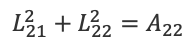 L₂₁² + L₂₂² = A₂₂